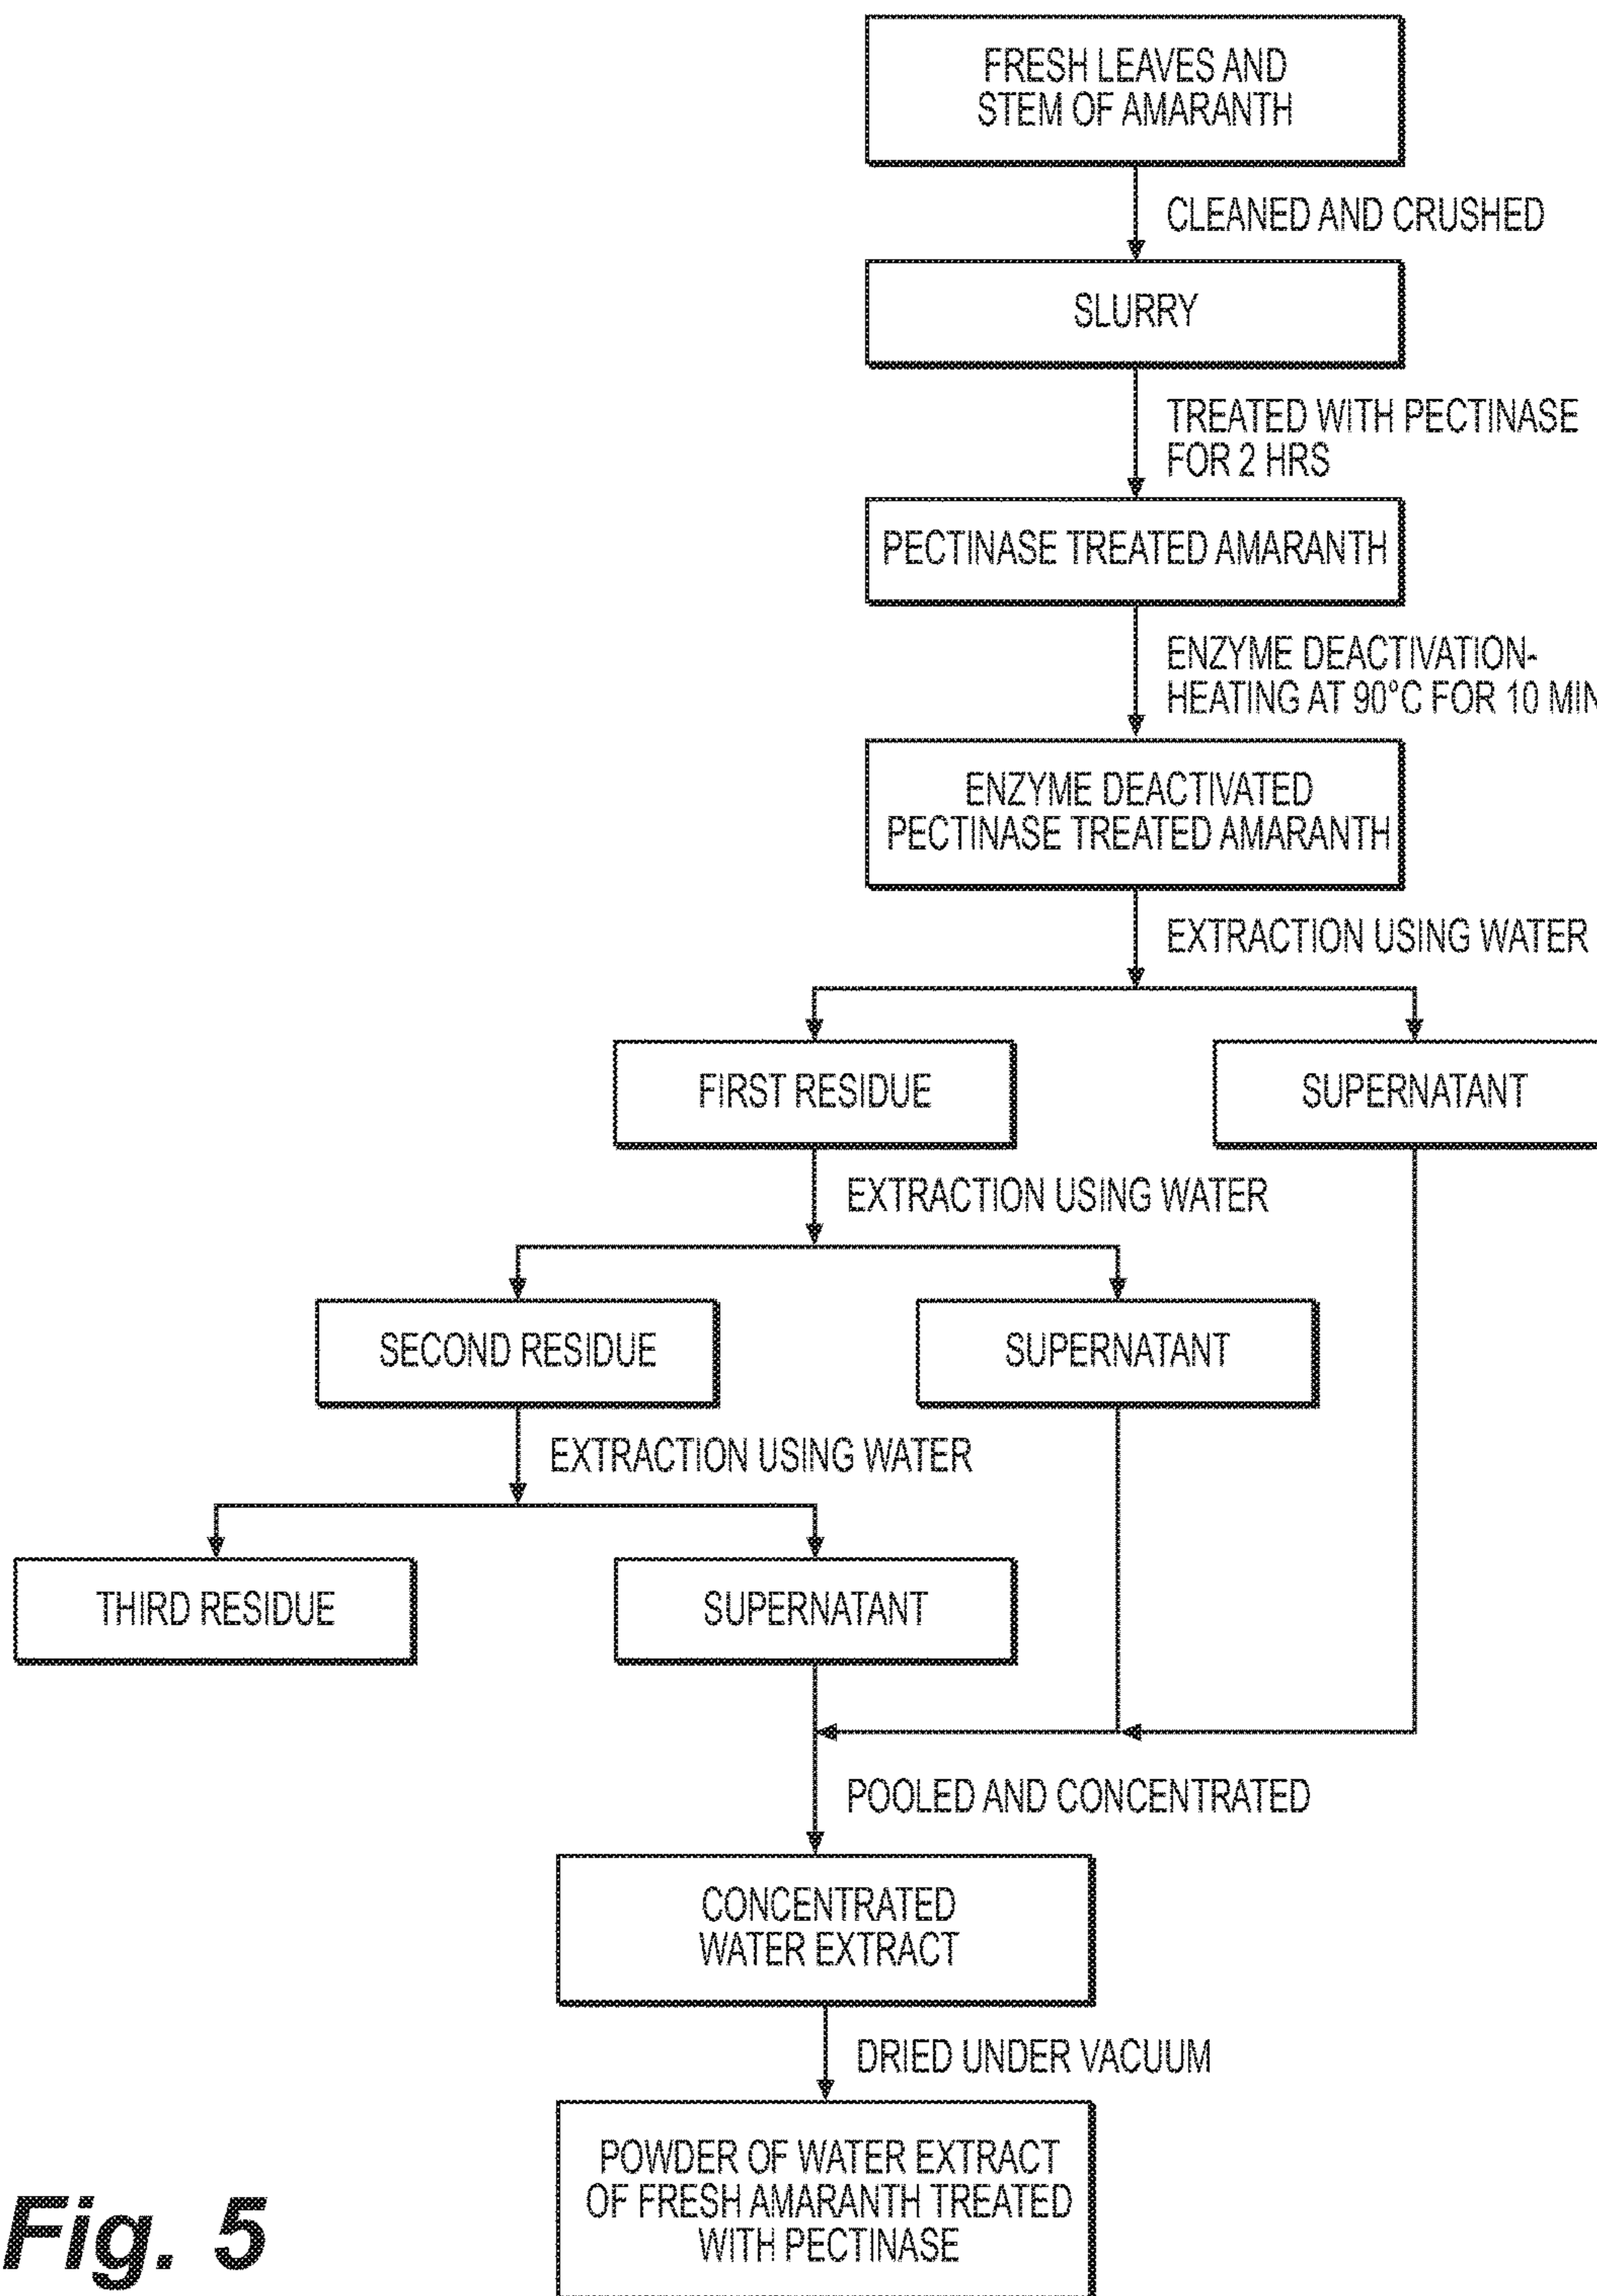 FRESH LEAVES AND
STEM OF AMARANTH
CLEANED AND CRUSHED
SLURRY
TREATED WITH PECTINASE
FOR 2 HRS
PECTINASE TREATED AMARANTH
ENZYME DEACTIVATION-
HEATING AT 90°C FOR 10 MIN
ENZYME DEACTIVATED
PECTINASE TREATED AMARANTH
EXTRACTION USING WATER
FIRST RESIDUE
SUPERNATANT
EXTRACTION USING WATER
SECOND RESIDUE
SUPERNATANT
EXTRACTION USING WATER
THIRD RESIDUE
SUPERNATANT
POOLED AND CONCENTRATED
CONCENTRATED
WATER EXTRACT
DRIED UNDER VACUUM
POWDER OF WATER EXTRACT
OF FRESH AMARANTH TREATED
WITH PECTINASE
Fig. 5